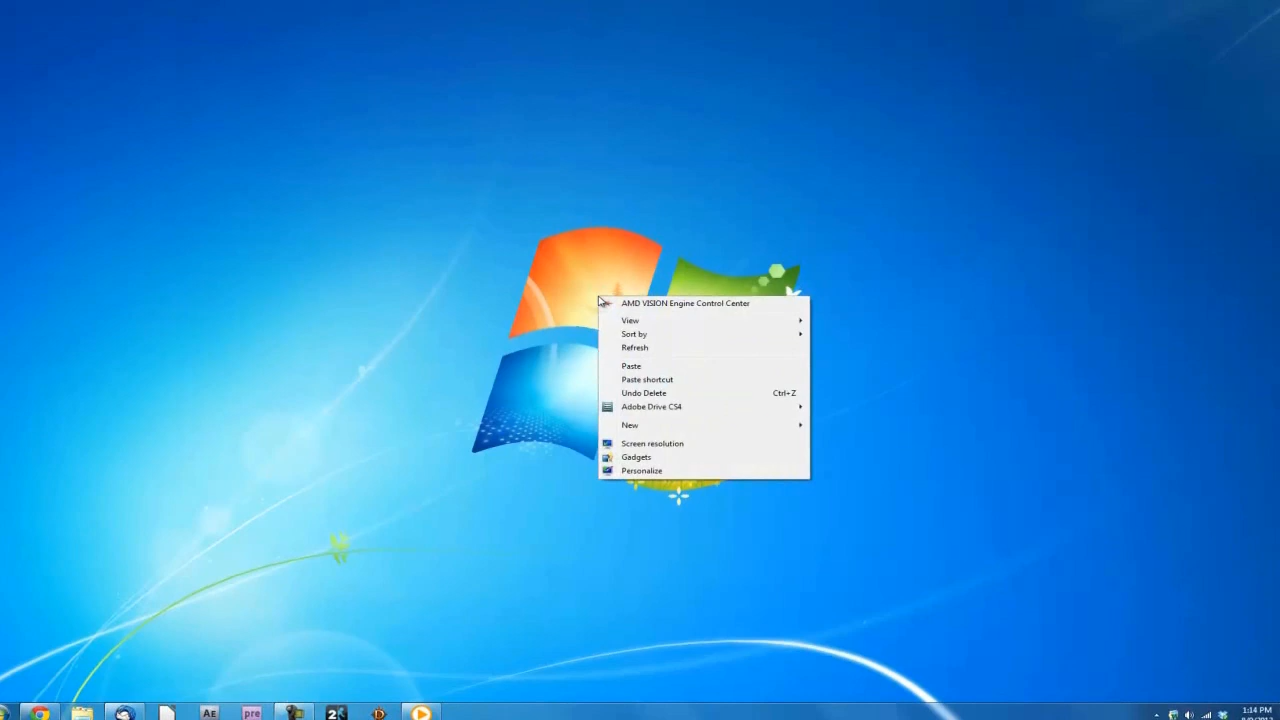 AMD VISION Engine Control Center
View
Sort by
Refresh
Paste
Paste shortcut
Undo Delete Ctrl+Z
Adobe Drive CS4
New
Screen resolution
Gadgets
Personalize
Ae
pre
2K
1:14 PM